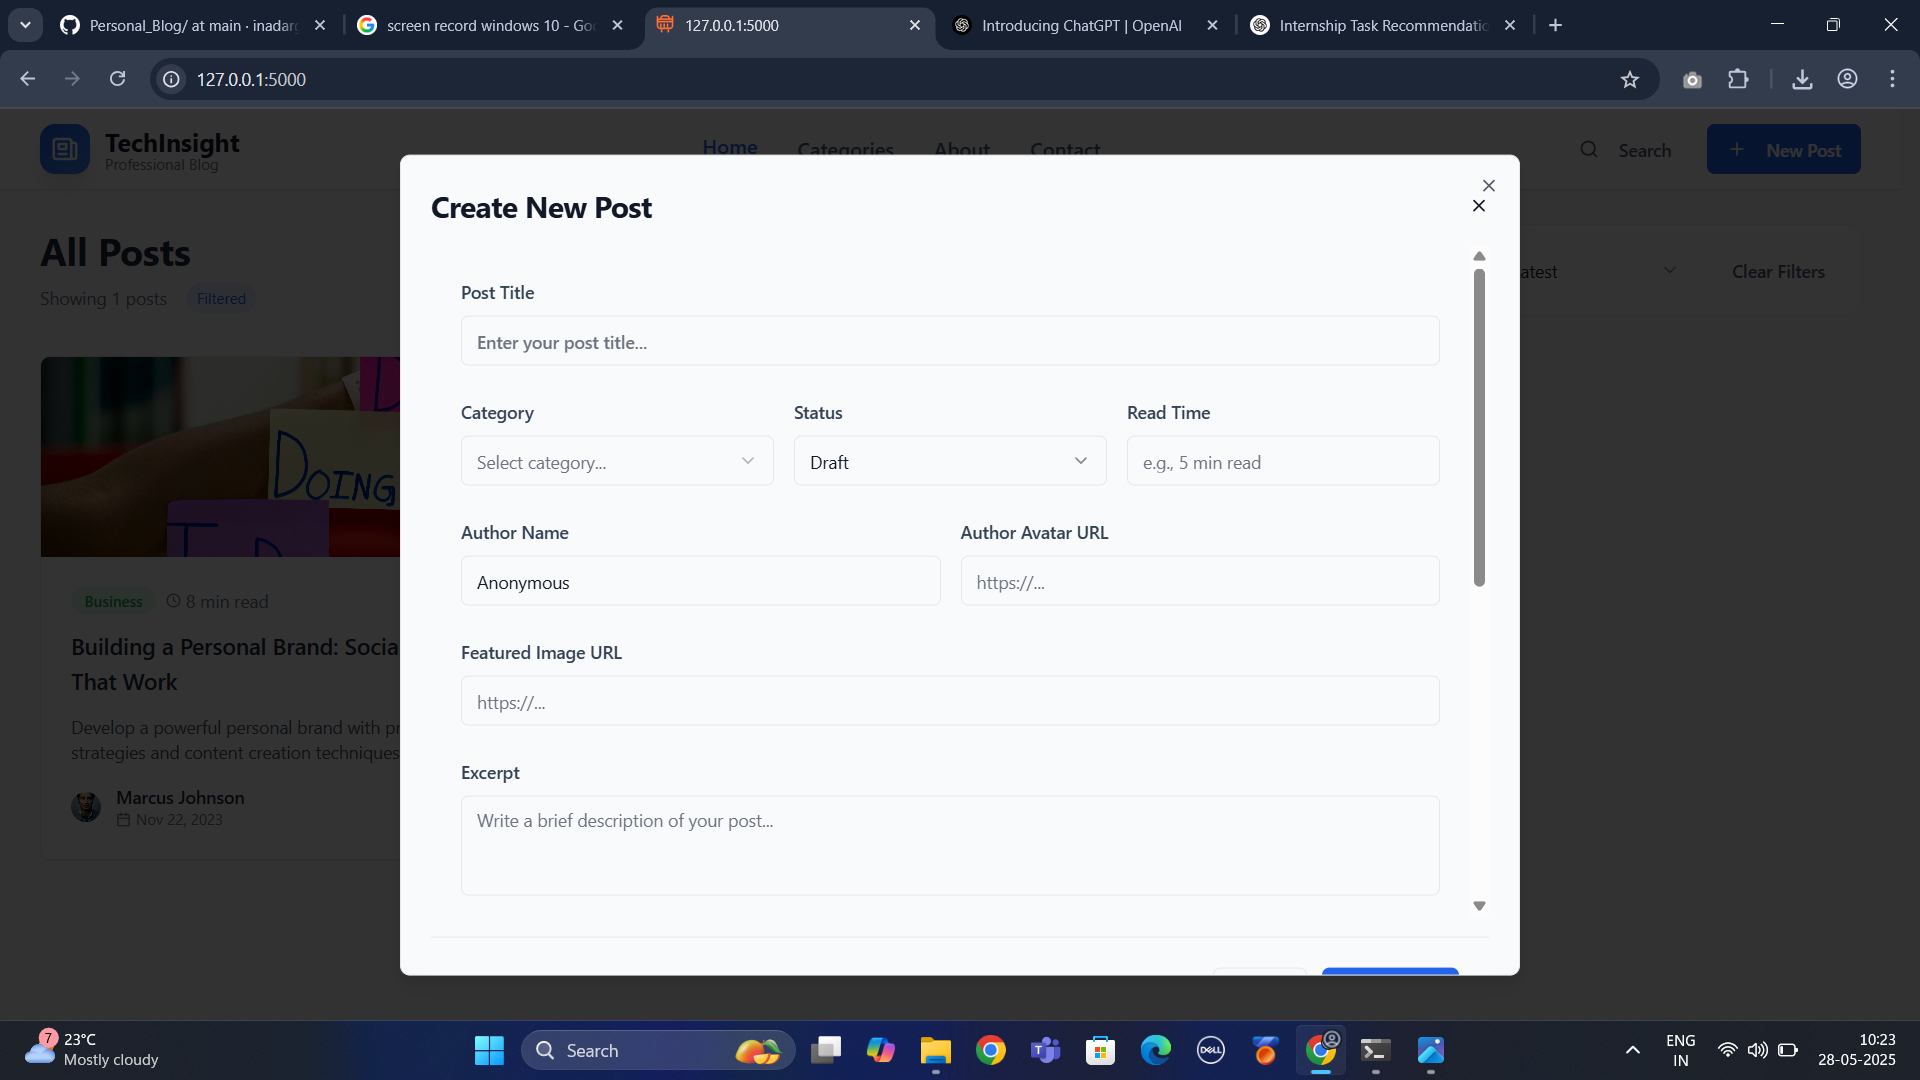 Personal_Blog/ at main · inadar
screen record windows 10 - Goo
127.0.0.1:5000
Introducing ChatGPT | OpenAI
Internship Task Recommendatio
127.0.0.1:5000
TechInsight
Professional Blog
Home
Categories
About
Contact
Search
New Post
All Posts
Showing 1 posts
Filtered
atest
Clear Filters
DOING
Business
8 min read
Building a Personal Brand: Socia
That Work
Develop a powerful personal brand with pr
strategies and content creation techniques
Marcus Johnson
Nov 22, 2023
Create New Post
Post Title
Enter your post title...
Category
Status
Read Time
Select category...
Draft
e.g., 5 min read
Author Name
Author Avatar URL
Anonymous
https://...
Featured Image URL
https://...
Excerpt
Write a brief description of your post...
7
23°C
Mostly cloudy
Search
DELL
ENG
IN
10:23
28-05-2025